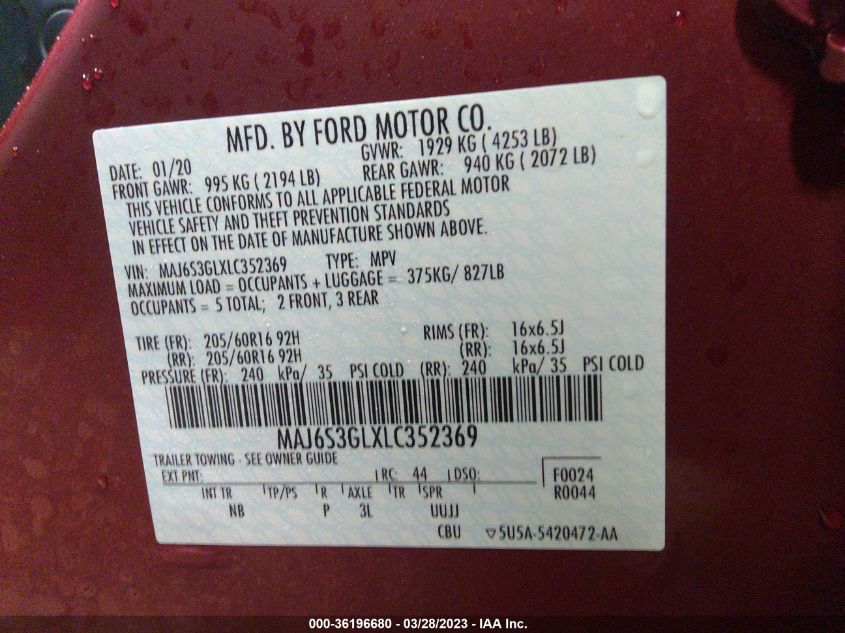 MFD. BY FORD MOTOR CO.
DATE: 01/20 GVWR: 1929 KG ( 4253 LB)
FRONT GAWR: 995 KG ( 2194 LB) REAR GAWR: 940 KG ( 2072 LB)
THIS VEHICLE CONFORMS TO ALL APPLICABLE FEDERAL MOTOR
VEHICLE SAFETY AND THEFT PREVENTION STANDARDS
IN EFFECT ON THE DATE OF MANUFACTURE SHOWN ABOVE.
VIN: MAJ6S3GLXLC352369 TYPE: MPV
MAXIMUM LOAD = OCCUPANTS + LUGGAGE = 375KG/ 827LB
OCCUPANTS = 5 TOTAL; 2 FRONT, 3 REAR
TIRE (FR): 205/60R16 92H RIMS (FR): 16x6.5J
(RR): 205/60R16 92H (RR): 16x6.5J
PRESSURE (FR): 240 kPa/ 35 PSI COLD (RR): 240 kPa/ 35 PSI COLD
MAJ6S3GLXLC352369
TRAILER TOWING - SEE OWNER GUIDE
EXT PNT: RC: 44 DSO: F0024
INT TR TP/PS R AXLE TR SPR R0044
NB P 3L UUJJ
CBU 5U5A-5420472-AA
000-36196680 - 03/28/2023 - IAA Inc.